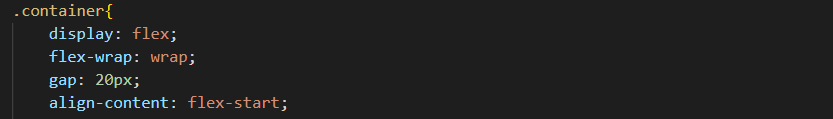 .container{
    display: flex;
    flex-wrap: wrap;
    gap: 20px;
    align-content: flex-start;